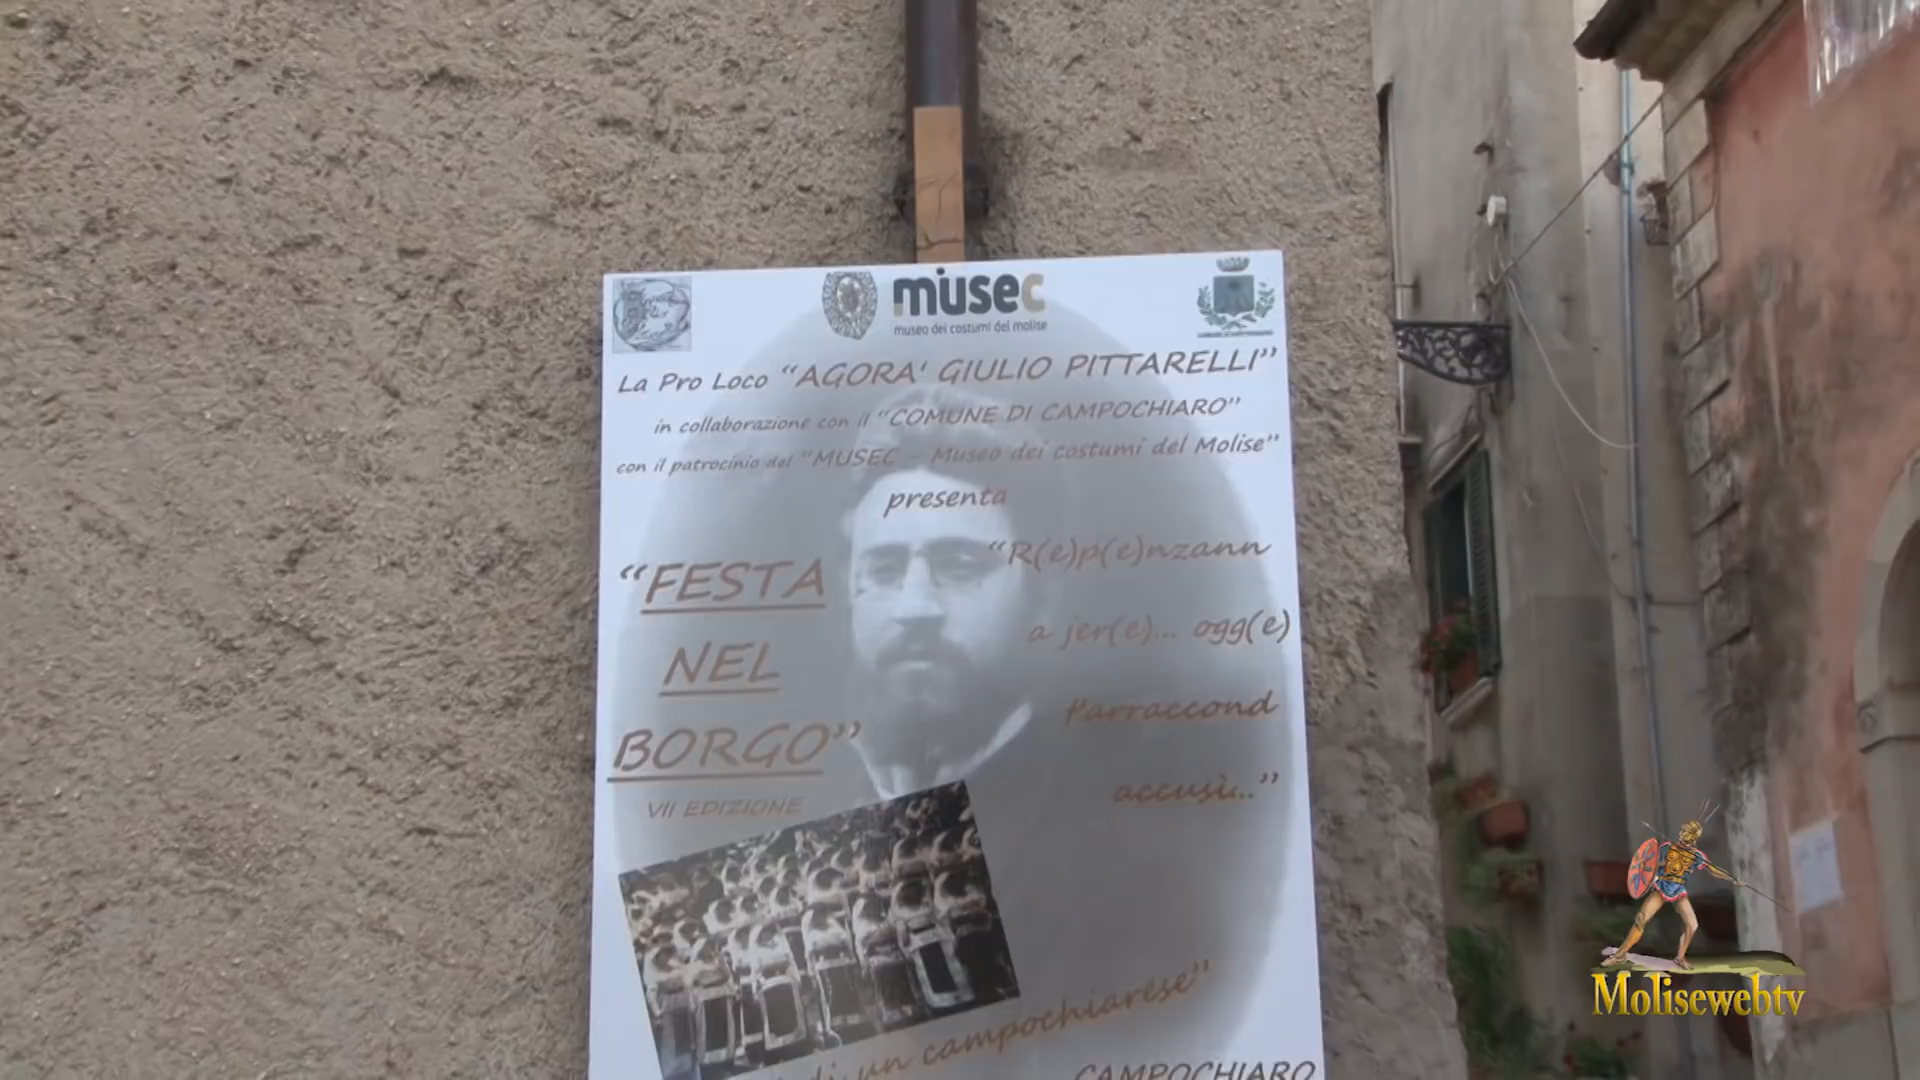 musec
museo dei costumi del molise
La Pro Loco “AGORA' GIULIO PITTARELLI”
in collaborazione con il “COMUNE DI CAMPOCHIARO”
con il patrocinio del “MUSEC - Museo dei costumi del Molise”
presenta
“FESTA
NEL
BORGO”
VII EDIZIONE
“R(e)p(e)nzann
a jer(e)... ogg(e)
t'arraccond
accusì..”
di un campochiarese”
CAMPOCHIARO
Molisewebtv